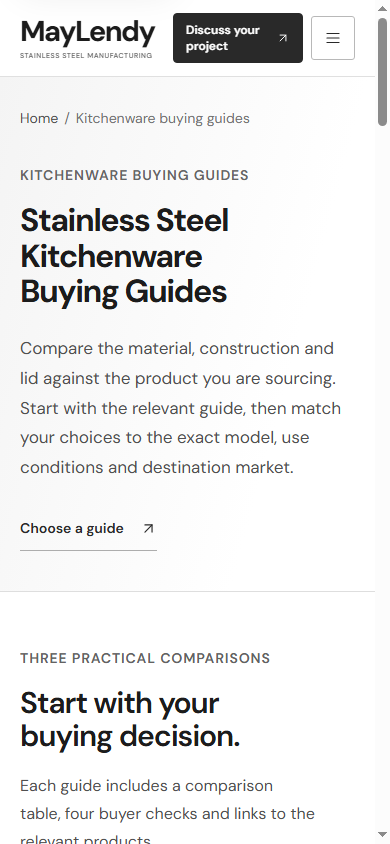 MayLendy
STAINLESS STEEL MANUFACTURING
Discuss your
project
Home / Kitchenware buying guides
KITCHENWARE BUYING GUIDES
Stainless Steel
Kitchenware
Buying Guides
Compare the material, construction and
lid against the product you are sourcing.
Start with the relevant guide, then match
your choices to the exact model, use
conditions and destination market.
Choose a guide
THREE PRACTICAL COMPARISONS
Start with your
buying decision.
Each guide includes a comparison
table, four buyer checks and links to the
relevant products.